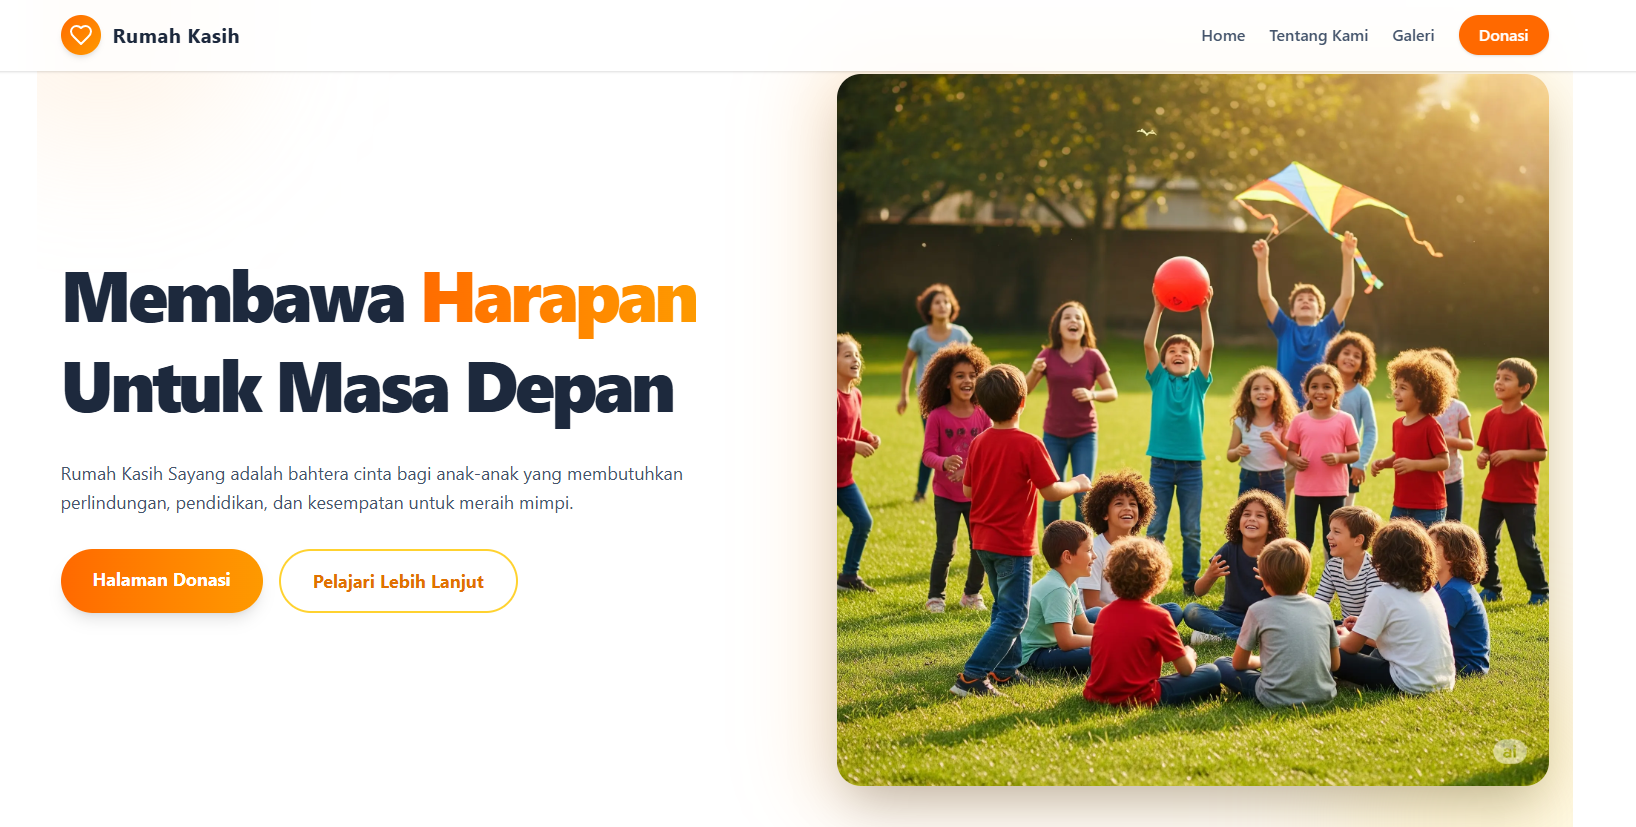 Rumah Kasih
Home
Tentang Kami
Galeri
Donasi
Membawa Harapan
Untuk Masa Depan
Rumah Kasih Sayang adalah bahtera cinta bagi anak-anak yang membutuhkan
perlindungan, pendidikan, dan kesempatan untuk meraih mimpi.
Halaman Donasi
Pelajari Lebih Lanjut
ai